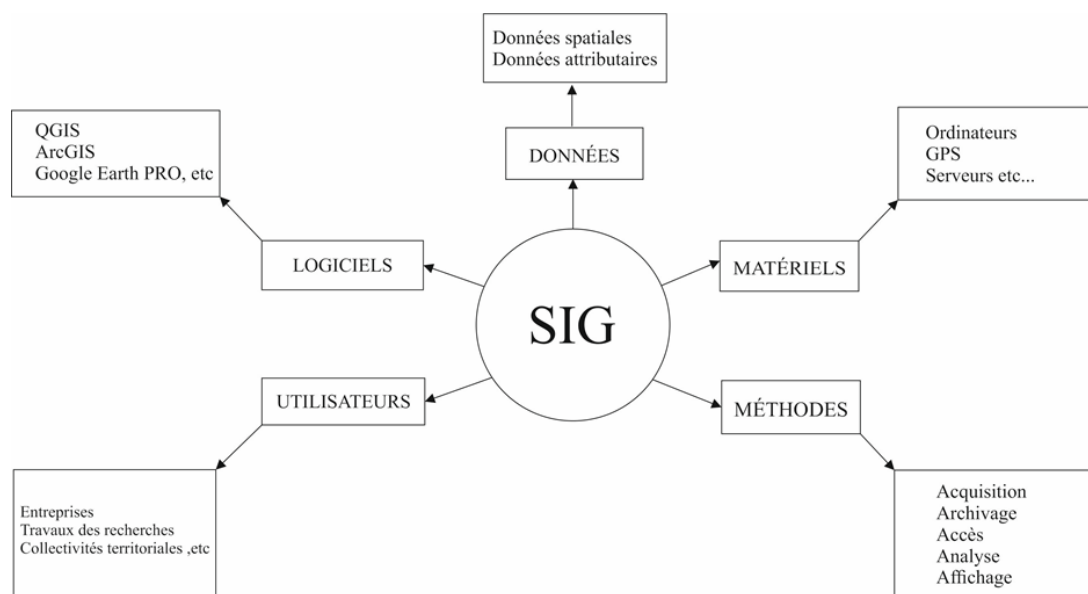 Données spatiales
Données attributaires
DONNÉES
QGIS
ArcGIS
Google Earth PRO, etc
LOGICIELS
Ordinateurs
GPS
Serveurs etc...
MATÉRIELS
SIG
UTILISATEURS
Entreprises
Travaux des recherches
Collectivités territoriales ,etc
MÉTHODES
Acquisition
Archivage
Accès
Analyse
Affichage